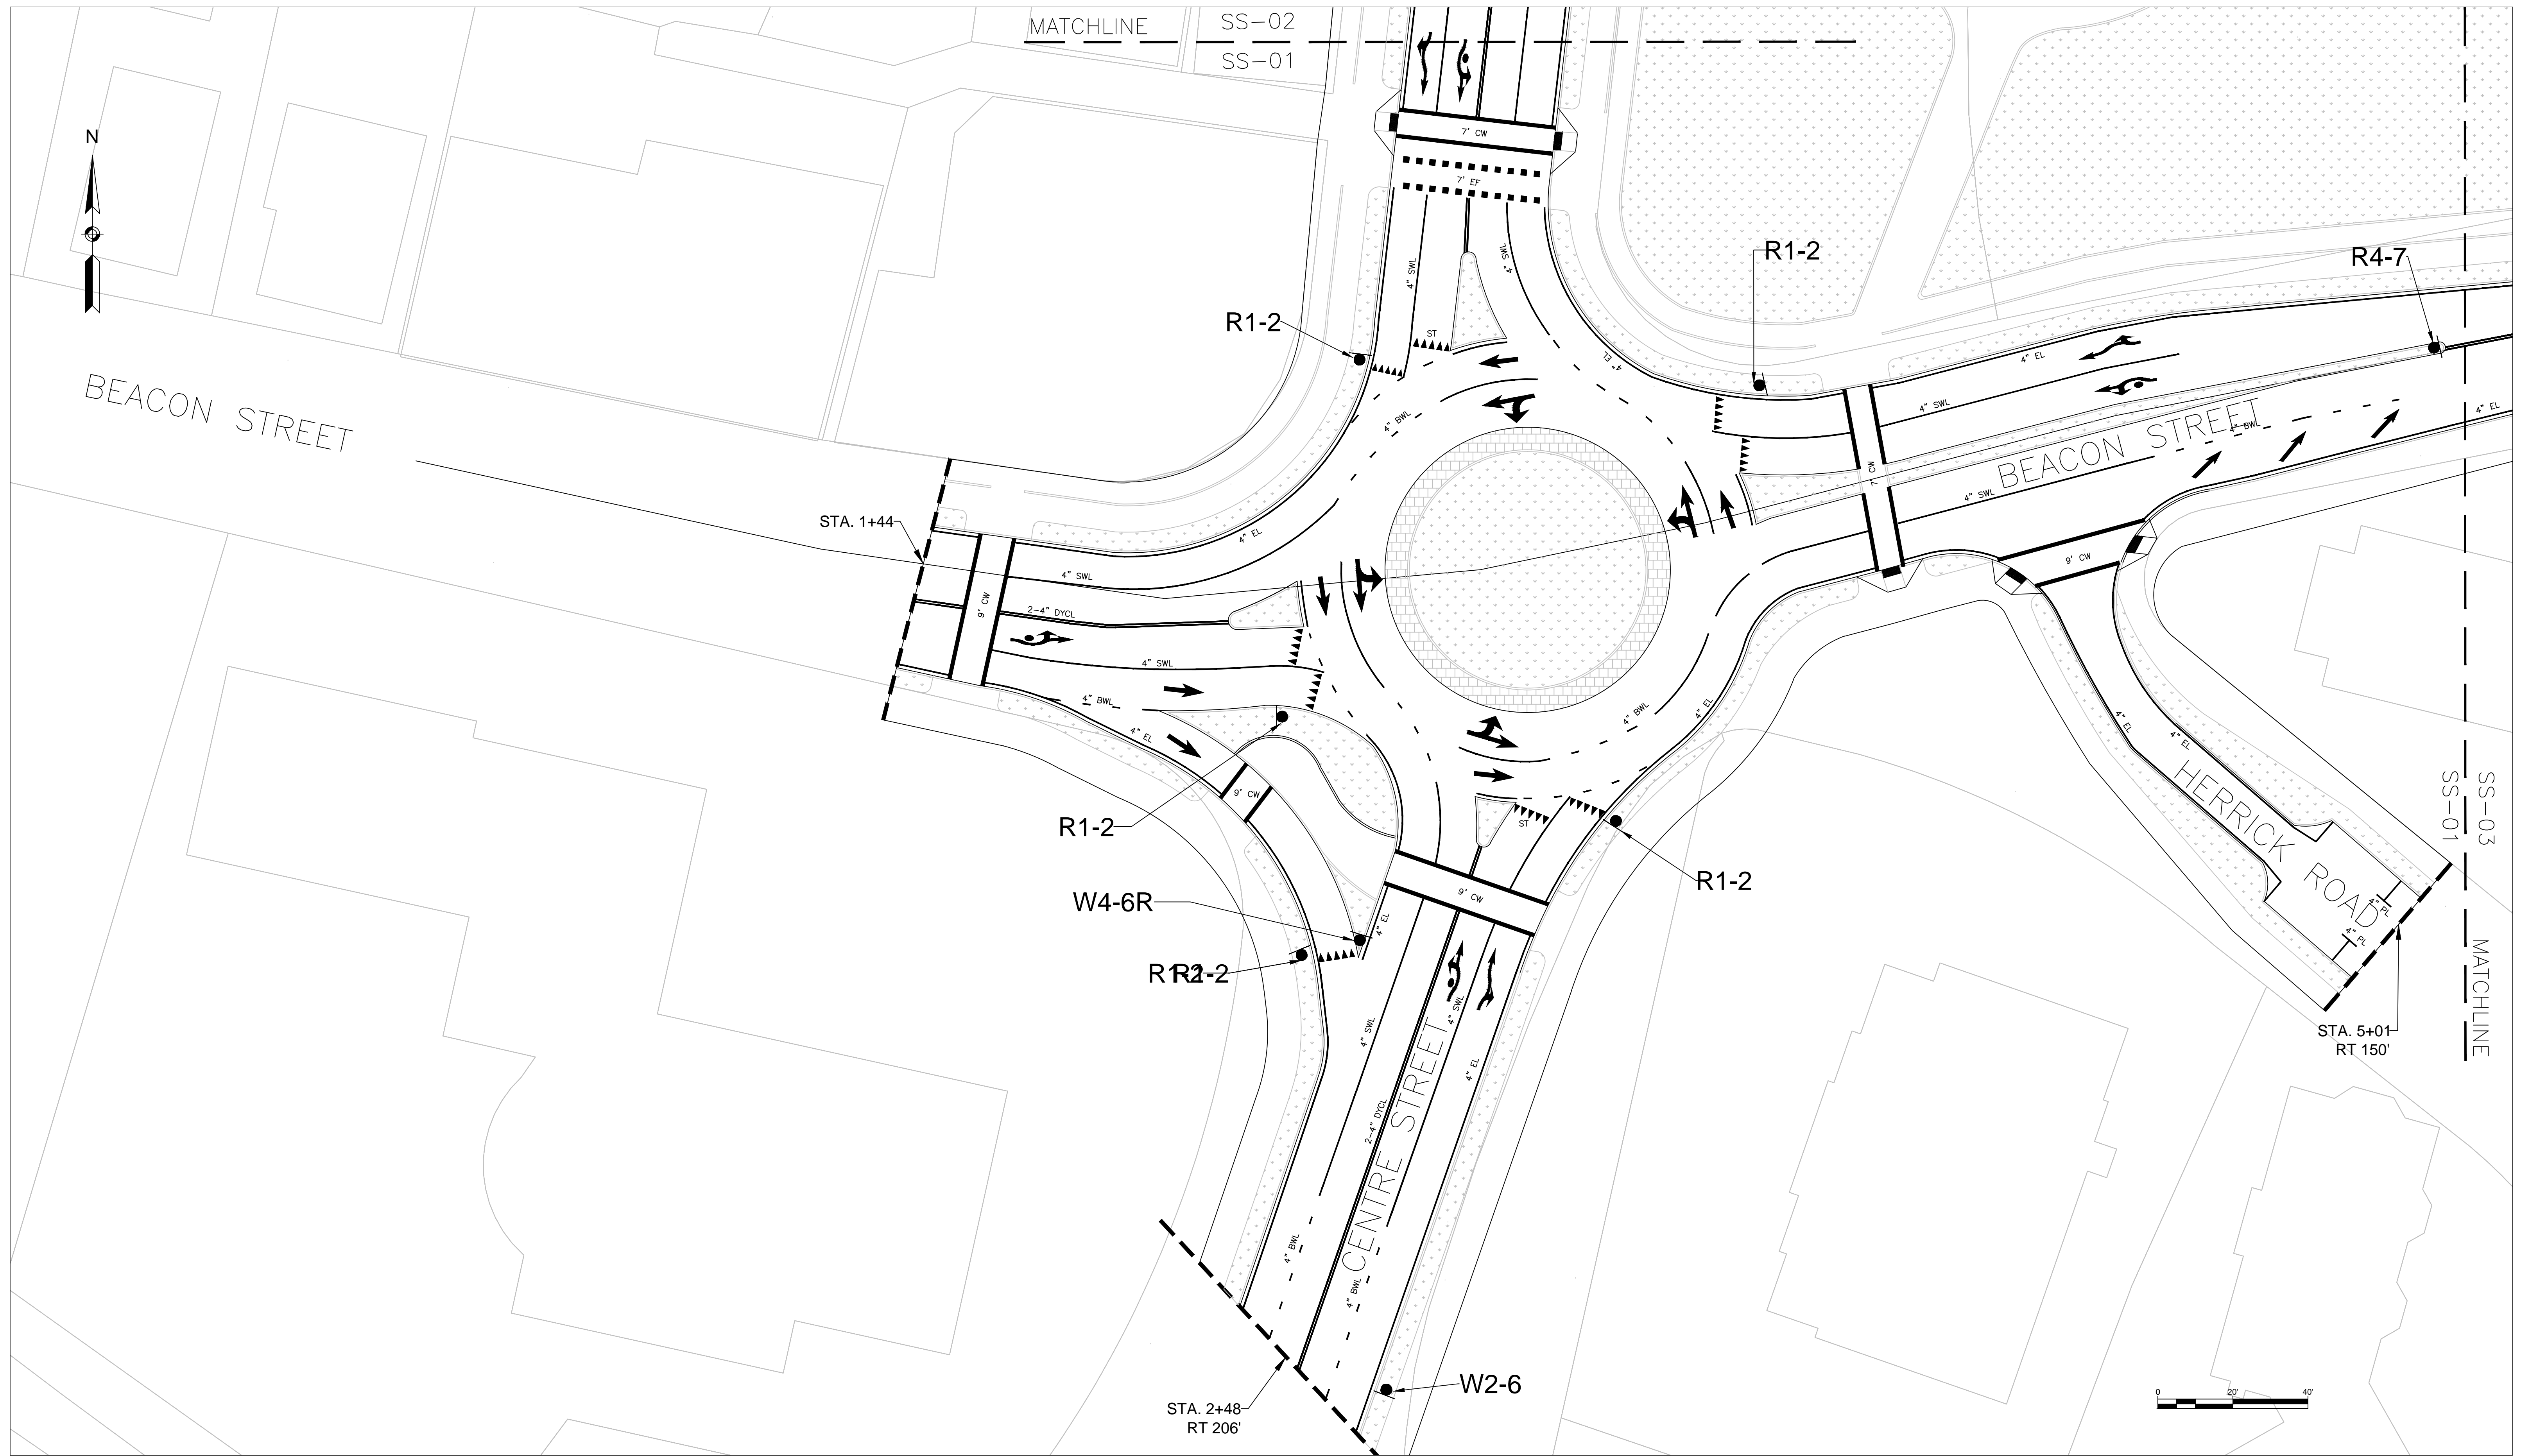 MATCHLINE
SS-02
SS-01
N
7' CW
7' EF
4" SWL
4" SWL
R1-2
R1-2
R4-7
ST
4" EL
4" EL
4" SWL
4" EL
4" BWL
BEACON STREET
4" BWL
BEACON STREET
7' CW
4" SWL
STA. 1+44
4" EL
4" SWL
9' CW
2-4" DYCL
9' CW
4" SWL
4" BWL
4" EL
4" BWL
4" EL
4" EL
4" EL
HERRICK ROAD
SS-01
SS-03
MATCHLINE
9' CW
ST
R1-2
R1-2
9' CW
W4-6R
4" EL
4" PL
4" PL
R1-2
R1-2
4" SWL
4" SWL
4" EL
STA. 5+01
RT 150'
2-4" DYCL
CENTRE STREET
4" BWL
4" BWL
W2-6
STA. 2+48
RT 206'
0 20' 40'